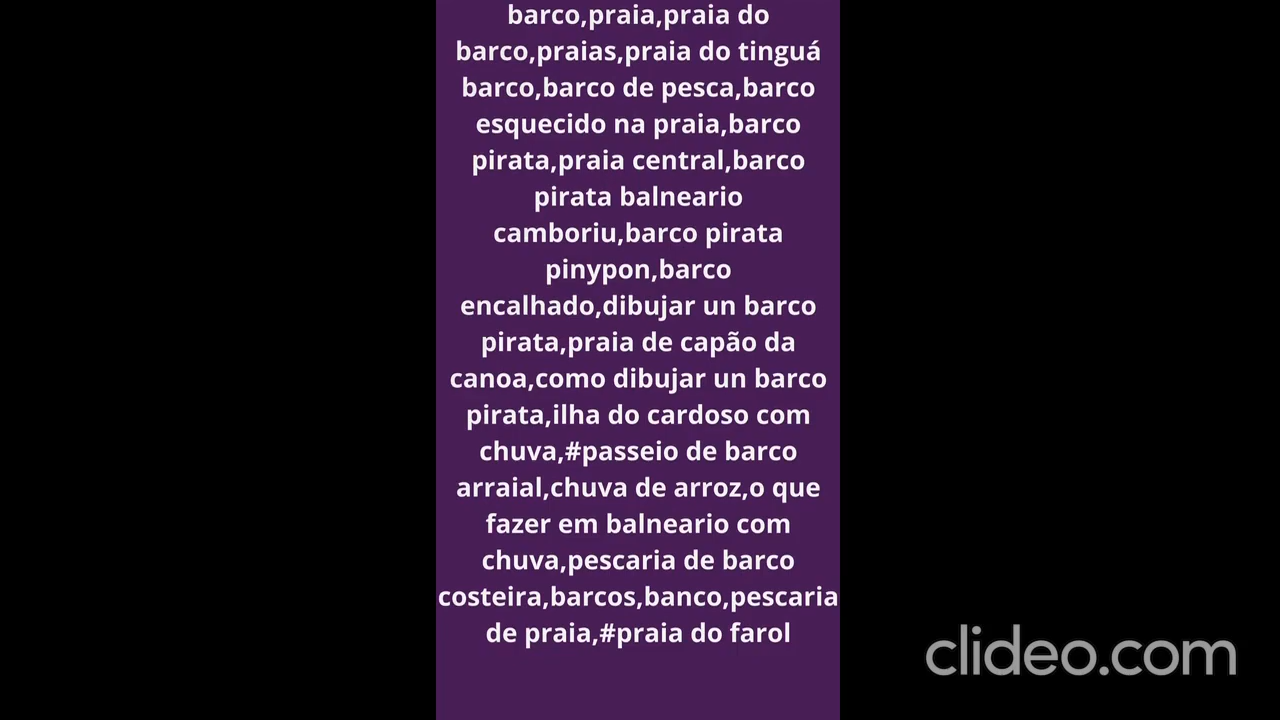 barco,praia,praia do
barco,praias,praia do tinguá
barco,barco de pesca,barco
esquecido na praia,barco
pirata,praia central,barco
pirata balneario
camboriu,barco pirata
pinypon,barco
encalhado,dibujar un barco
pirata,praia de capão da
canoa,como dibujar un barco
pirata,ilha do cardoso com
chuva,#passeio de barco
arraial,chuva de arroz,o que
fazer em balneario com
chuva,pescaria de barco
costeira,barcos,banco,pescaria
de praia,#praia do farol
clideo.com